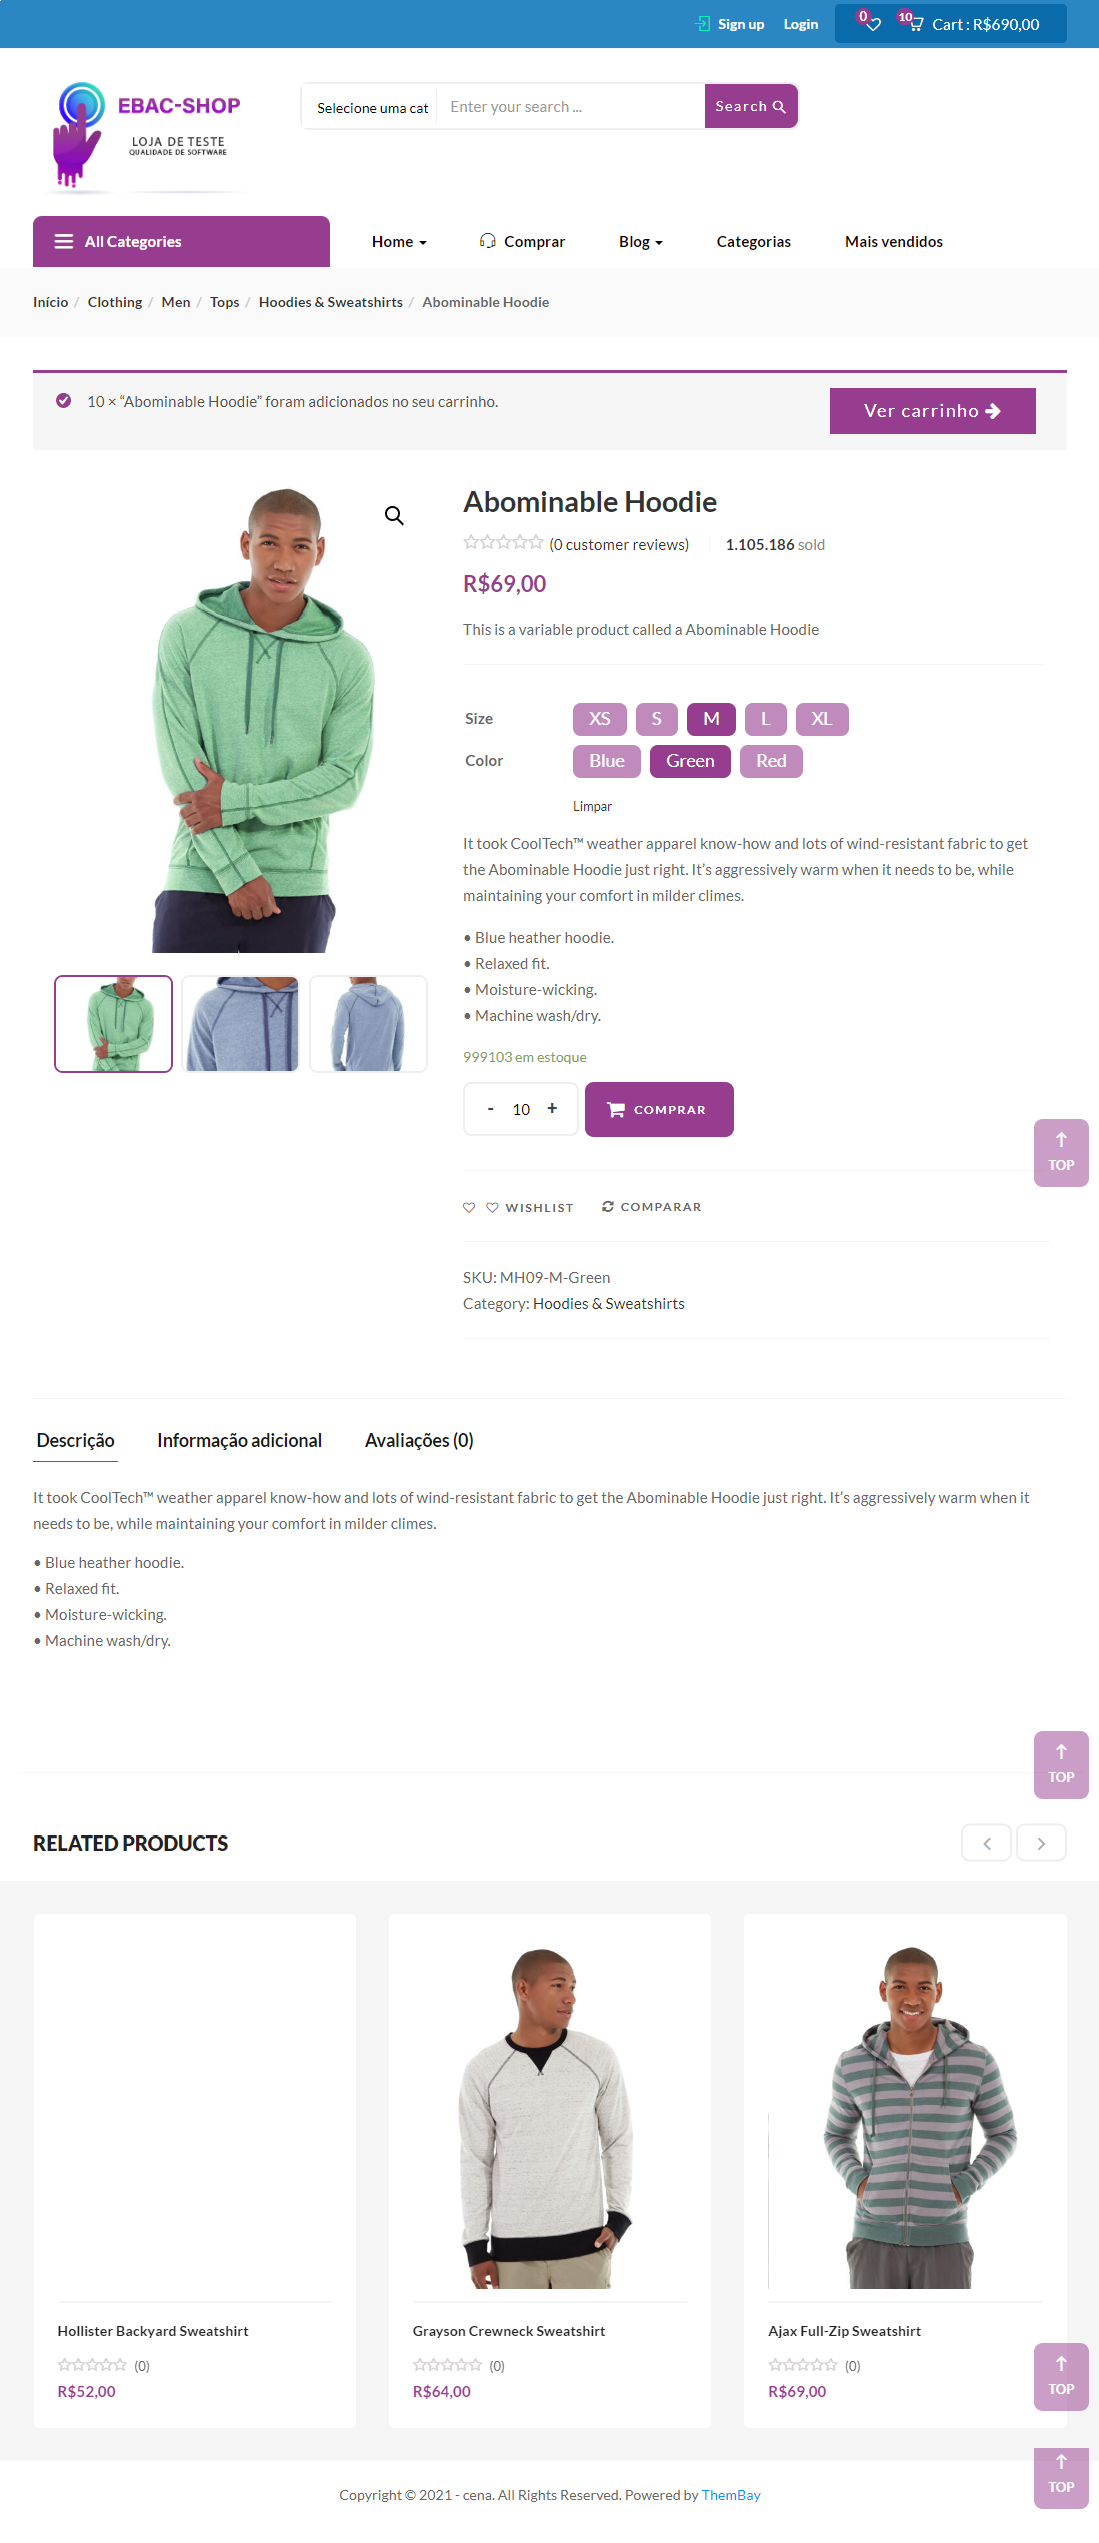 Sign up Login 0 10 Cart : R$690,00
EBAC-SHOP
LOJA DE TESTE
QUALIDADE DE SOFTWARE
Selecione uma cat Enter your search ... Search
All Categories Home Comprar Blog Categorias Mais vendidos
Início / Clothing / Men / Tops / Hoodies & Sweatshirts / Abominable Hoodie
10 × “Abominable Hoodie” foram adicionados no seu carrinho. Ver carrinho
Abominable Hoodie
(0 customer reviews) 1.105.186 sold
R$69,00
This is a variable product called a Abominable Hoodie
Size XS S M L XL
Color Blue Green Red
Limpar
It took CoolTech™ weather apparel know-how and lots of wind-resistant fabric to get
the Abominable Hoodie just right. It’s aggressively warm when it needs to be, while
maintaining your comfort in milder climes.
• Blue heather hoodie.
• Relaxed fit.
• Moisture-wicking.
• Machine wash/dry.
999103 em estoque
- 10 + COMPRAR
TOP
WISHLIST COMPARAR
SKU: MH09-M-Green
Category: Hoodies & Sweatshirts
Descrição Informação adicional Avaliações (0)
It took CoolTech™ weather apparel know-how and lots of wind-resistant fabric to get the Abominable Hoodie just right. It’s aggressively warm when it
needs to be, while maintaining your comfort in milder climes.
• Blue heather hoodie.
• Relaxed fit.
• Moisture-wicking.
• Machine wash/dry.
TOP
RELATED PRODUCTS
Hollister Backyard Sweatshirt
(0)
R$52,00
Grayson Crewneck Sweatshirt
(0)
R$64,00
Ajax Full-Zip Sweatshirt
(0)
R$69,00
TOP
TOP
Copyright © 2021 - cena. All Rights Reserved. Powered by ThemBay